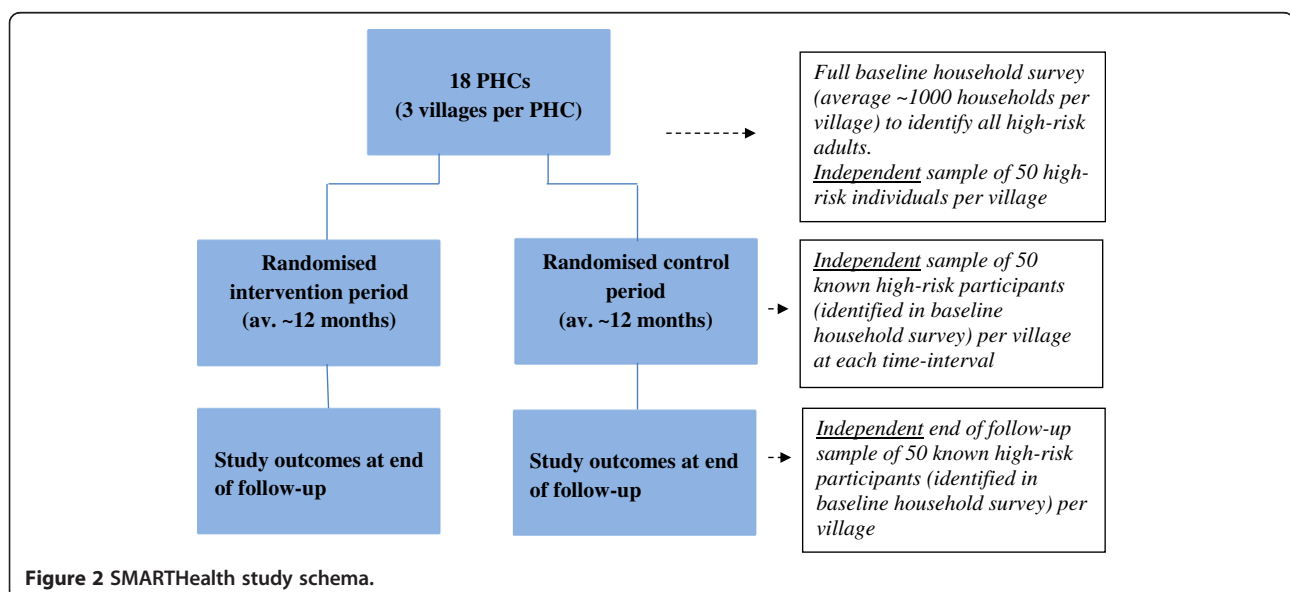 18 PHCs
(3 villages per PHC)
Full baseline household survey
(average ~1000 households per
village) to identify all high-risk
adults.
Independent sample of 50 high-
risk individuals per village
Randomised
intervention period
(av. ~12 months)
Randomised control
period
(av. ~12 months)
Independent sample of 50
known high-risk participants
(identified in baseline
household survey) per village
at each time-interval
Study outcomes at end
of follow-up
Study outcomes at end
of follow-up
Independent end of follow-up
sample of 50 known high-risk
participants (identified in
baseline household survey) per
village
Figure 2 SMARTHealth study schema.